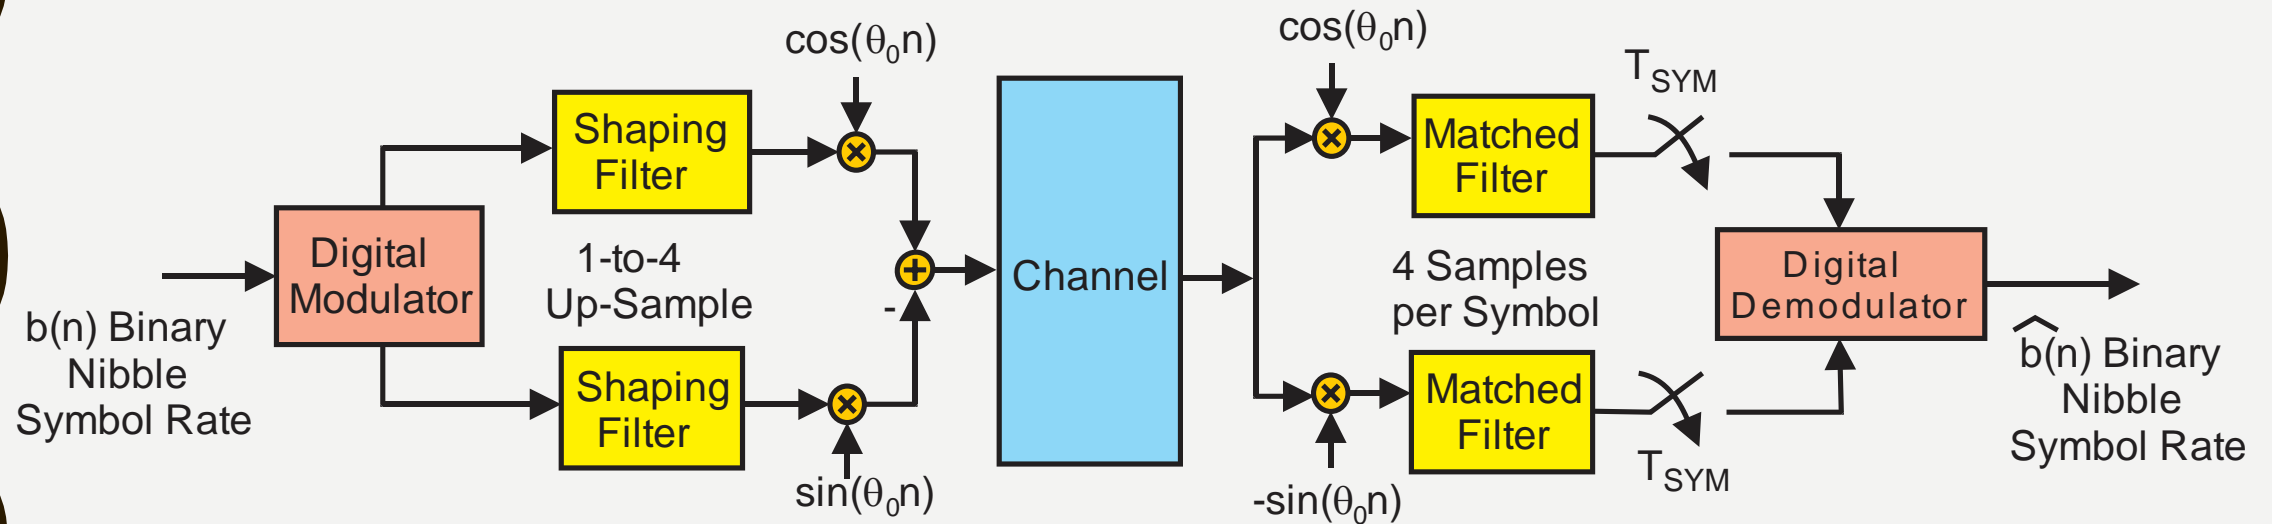 cos(θ₀n)
cos(θ₀n)
T_SYM
Shaping
Filter
Matched
Filter
Digital
Modulator
1-to-4
Up-Sample
-
Channel
4 Samples
per Symbol
Digital
Demodulator
b(n) Binary
Nibble
Symbol Rate
b̂(n) Binary
Nibble
Symbol Rate
Shaping
Filter
Matched
Filter
T_SYM
sin(θ₀n)
-sin(θ₀n)